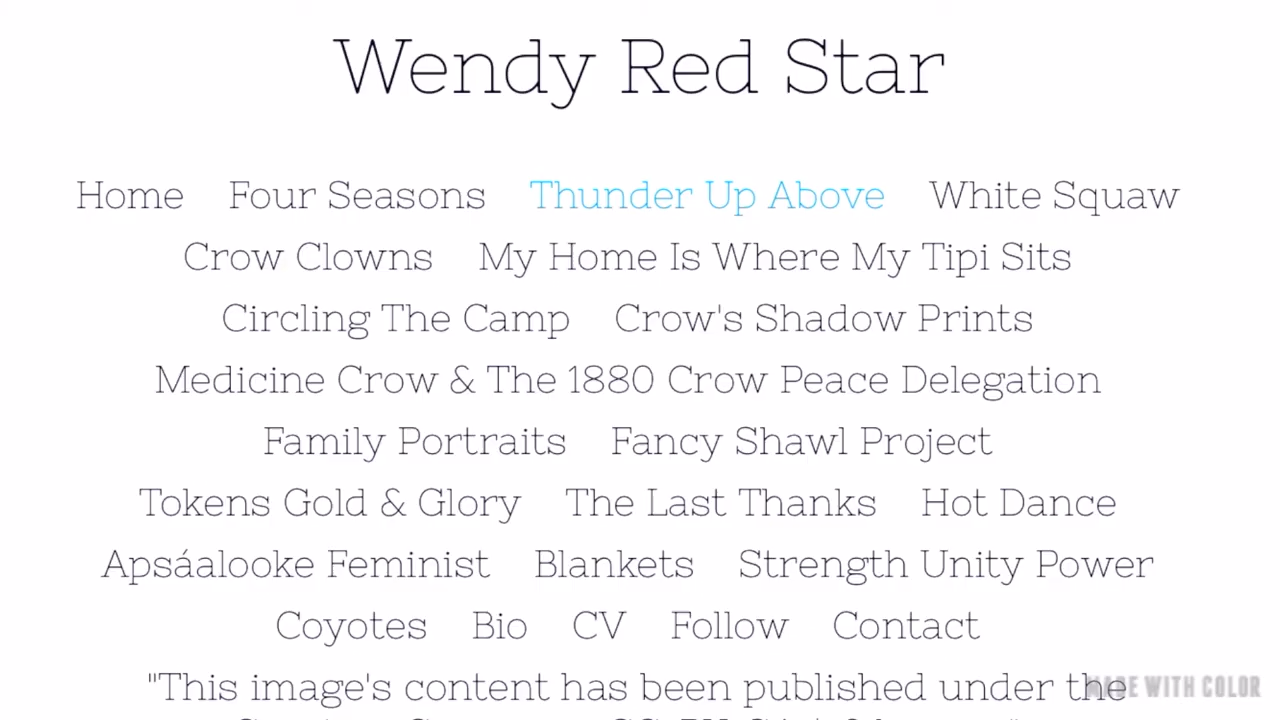 Wendy Red Star
Home Four Seasons Thunder Up Above White Squaw
Crow Clowns My Home Is Where My Tipi Sits
Circling The Camp Crow's Shadow Prints
Medicine Crow & The 1880 Crow Peace Delegation
Family Portraits Fancy Shawl Project
Tokens Gold & Glory The Last Thanks Hot Dance
Apsáalooke Feminist Blankets Strength Unity Power
Coyotes Bio CV Follow Contact
"This image's content has been published under the
MADE WITH COLOR